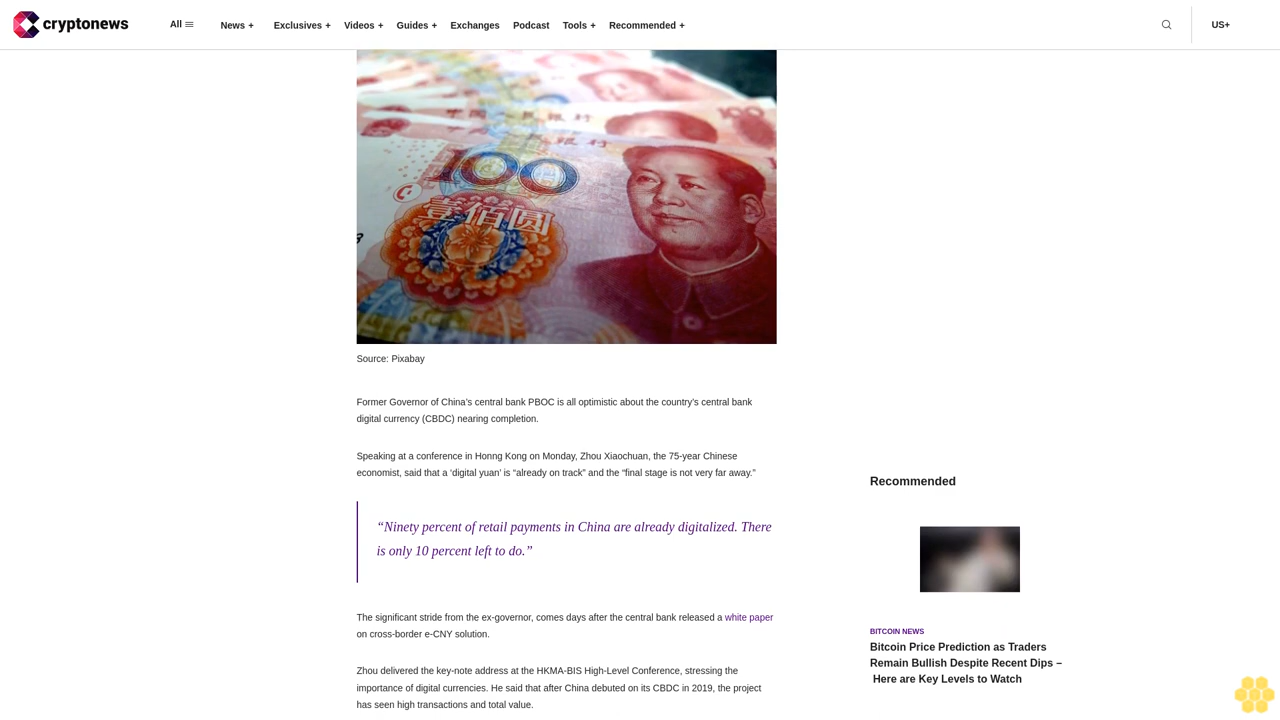 cryptonews
All
News +
Exclusives +
Videos +
Guides +
Exchanges
Podcast
Tools +
Recommended +
US+
100
壹佰圆
Source: Pixabay
Former Governor of China’s central bank PBOC is all optimistic about the country’s central bank
digital currency (CBDC) nearing completion.
Speaking at a conference in Honng Kong on Monday, Zhou Xiaochuan, the 75-year Chinese
economist, said that a ‘digital yuan’ is “already on track” and the “final stage is not very far away.”
“Ninety percent of retail payments in China are already digitalized. There
is only 10 percent left to do.”
The significant stride from the ex-governor, comes days after the central bank released a white paper
on cross-border e-CNY solution.
Zhou delivered the key-note address at the HKMA-BIS High-Level Conference, stressing the
importance of digital currencies. He said that after China debuted on its CBDC in 2019, the project
has seen high transactions and total value.
Recommended
BITCOIN NEWS
Bitcoin Price Prediction as Traders
Remain Bullish Despite Recent Dips –
Here are Key Levels to Watch